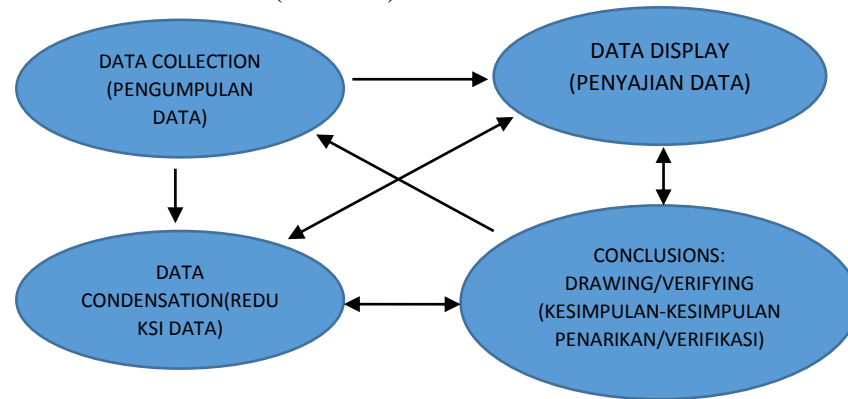 DATA COLLECTION
(PENGUMPULAN
DATA)
DATA DISPLAY
(PENYAJIAN DATA)
DATA
CONDENSATION(REDU
KSI DATA)
CONCLUSIONS:
DRAWING/VERIFYING
(KESIMPULAN-KESIMPULAN
PENARIKAN/VERIFIKASI)